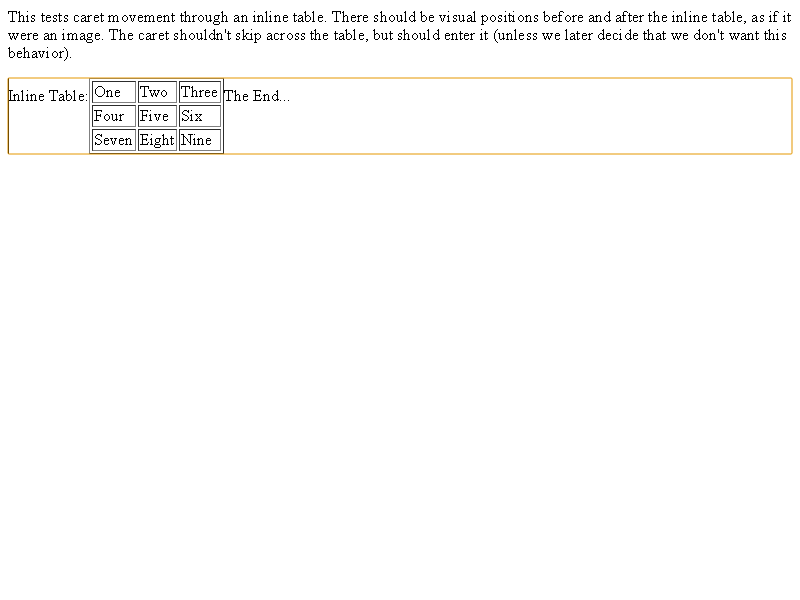 This tests caret movement through an inline table. There should be visual positions before and after the inline table, as if it
were an image. The caret shouldn't skip across the table, but should enter it (unless we later decide that we don't want this
behavior).
Inline Table: One Two Three The End...
Four Five Six
Seven Eight Nine